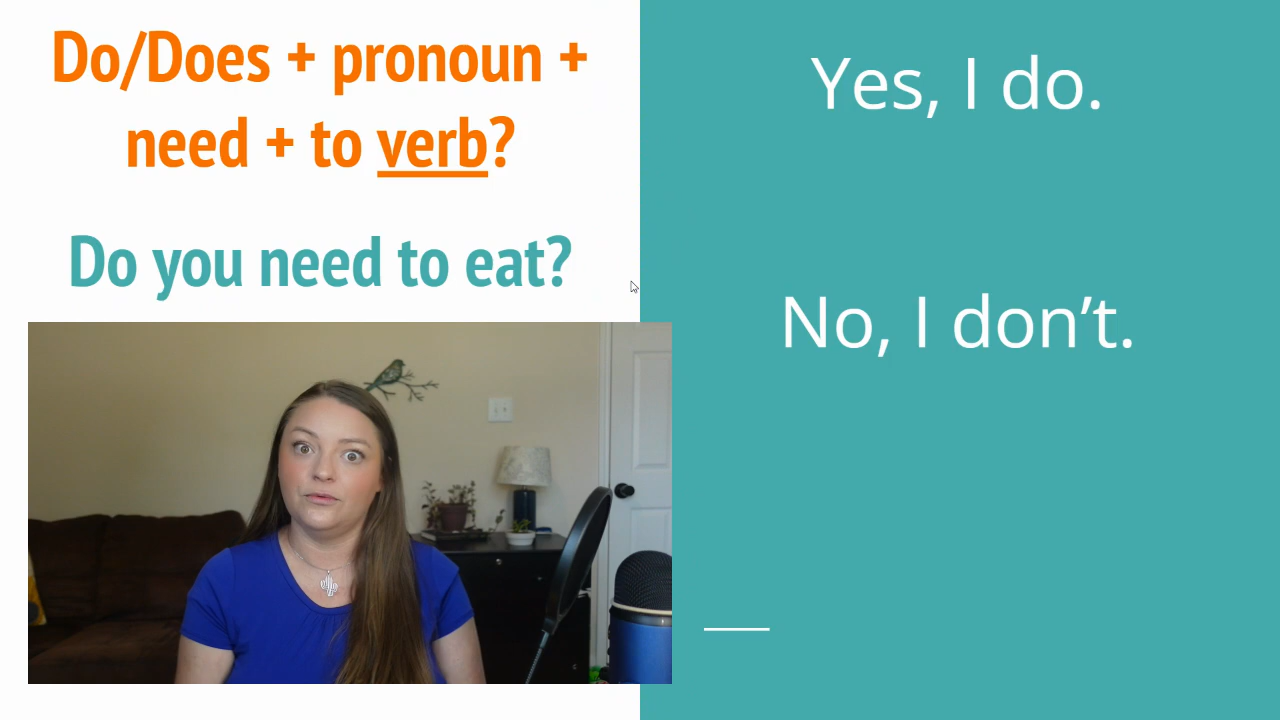 Do/Does + pronoun +
need + to verb?
Do you need to eat?
Yes, I do.
No, I don’t.